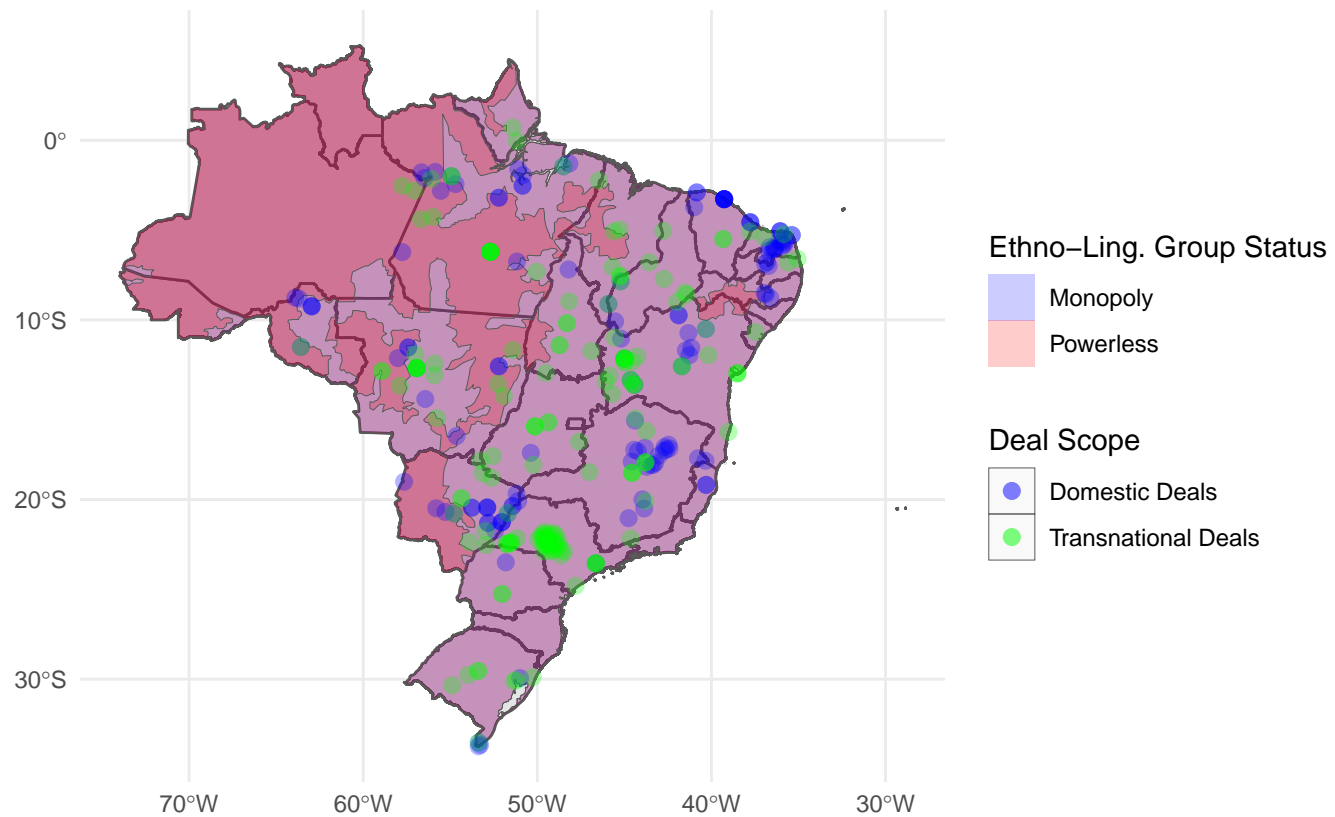 0°
10°S
20°S
30°S
70°W
60°W
50°W
40°W
30°W
Ethno−Ling. Group Status
Monopoly
Powerless
Deal Scope
Domestic Deals
Transnational Deals